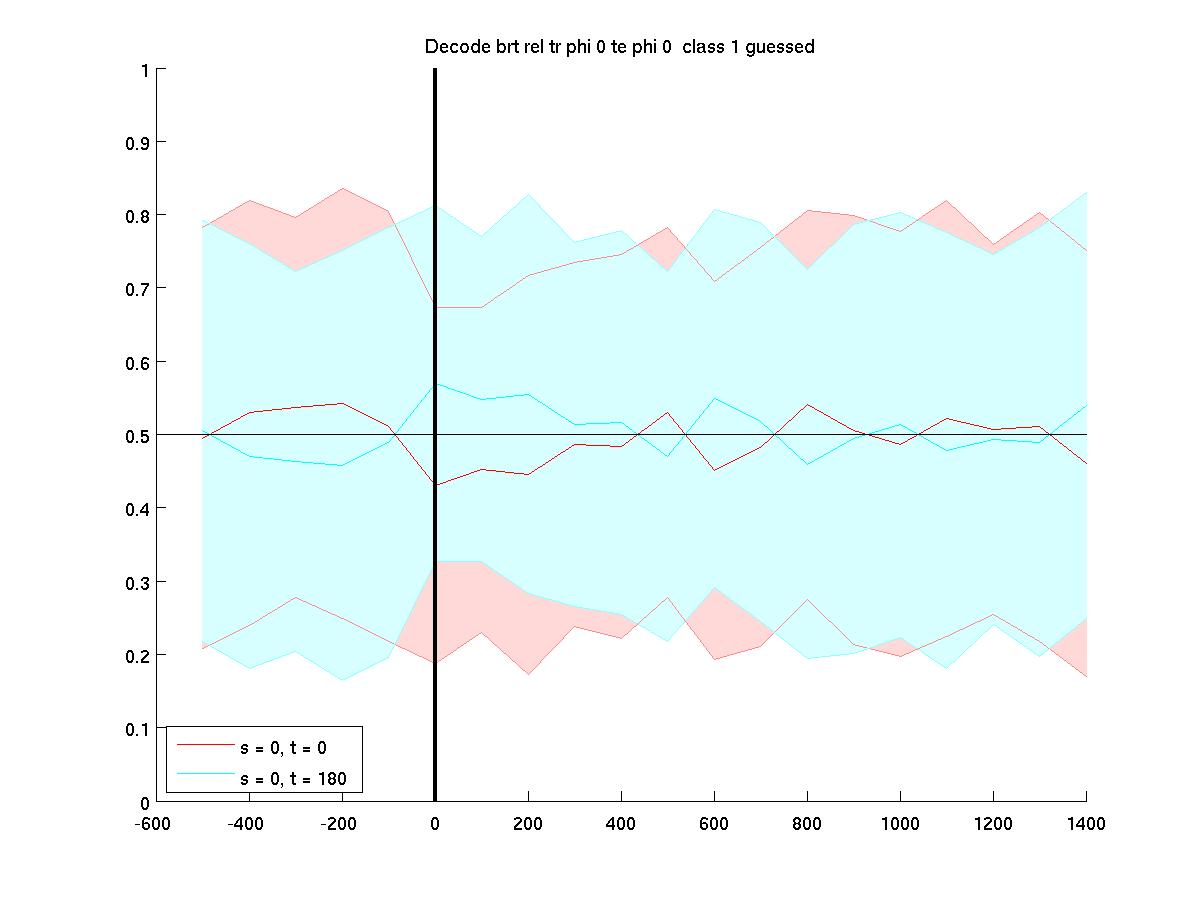 Decode brt rel tr phi 0 te phi 0  class 1 guessed
1
0.9
0.8
0.7
0.6
0.5
0.4
0.3
0.2
0.1
0
s = 0, t = 0
s = 0, t = 180
-600 -400 -200 0 200 400 600 800 1000 1200 1400